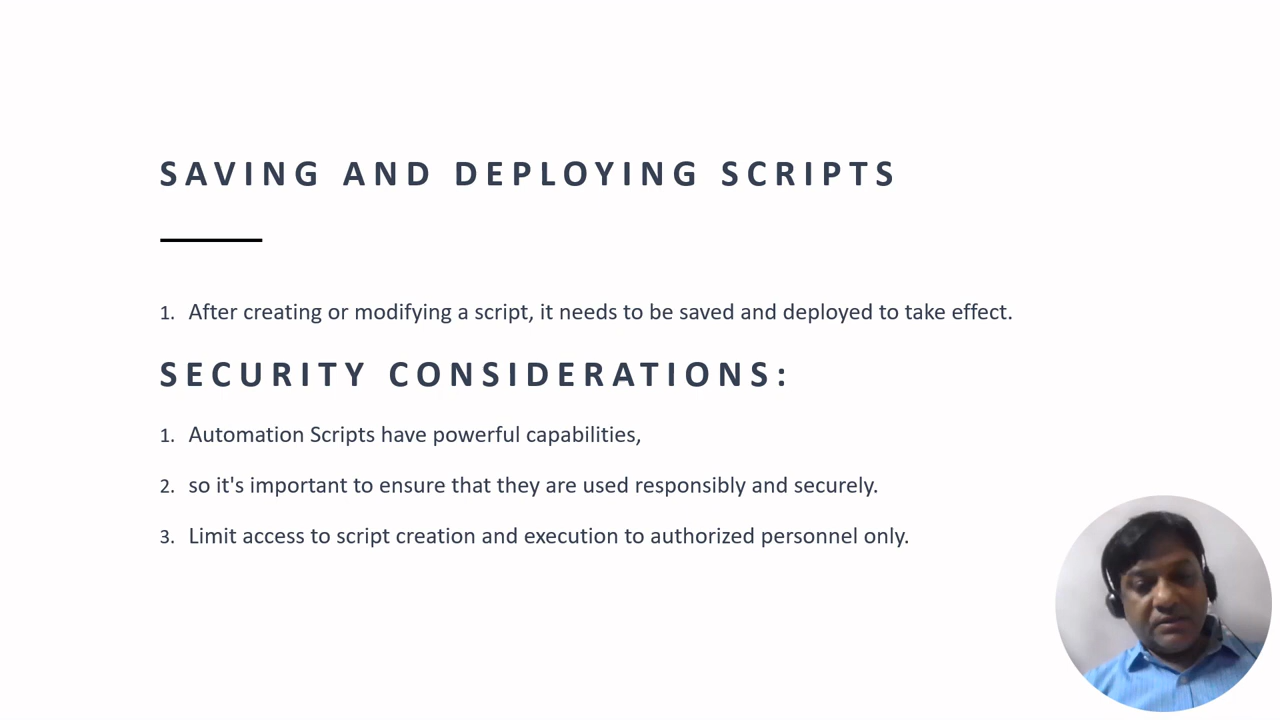 SAVING AND DEPLOYING SCRIPTS
1. After creating or modifying a script, it needs to be saved and deployed to take effect.
SECURITY CONSIDERATIONS:
1. Automation Scripts have powerful capabilities,
2. so it's important to ensure that they are used responsibly and securely.
3. Limit access to script creation and execution to authorized personnel only.